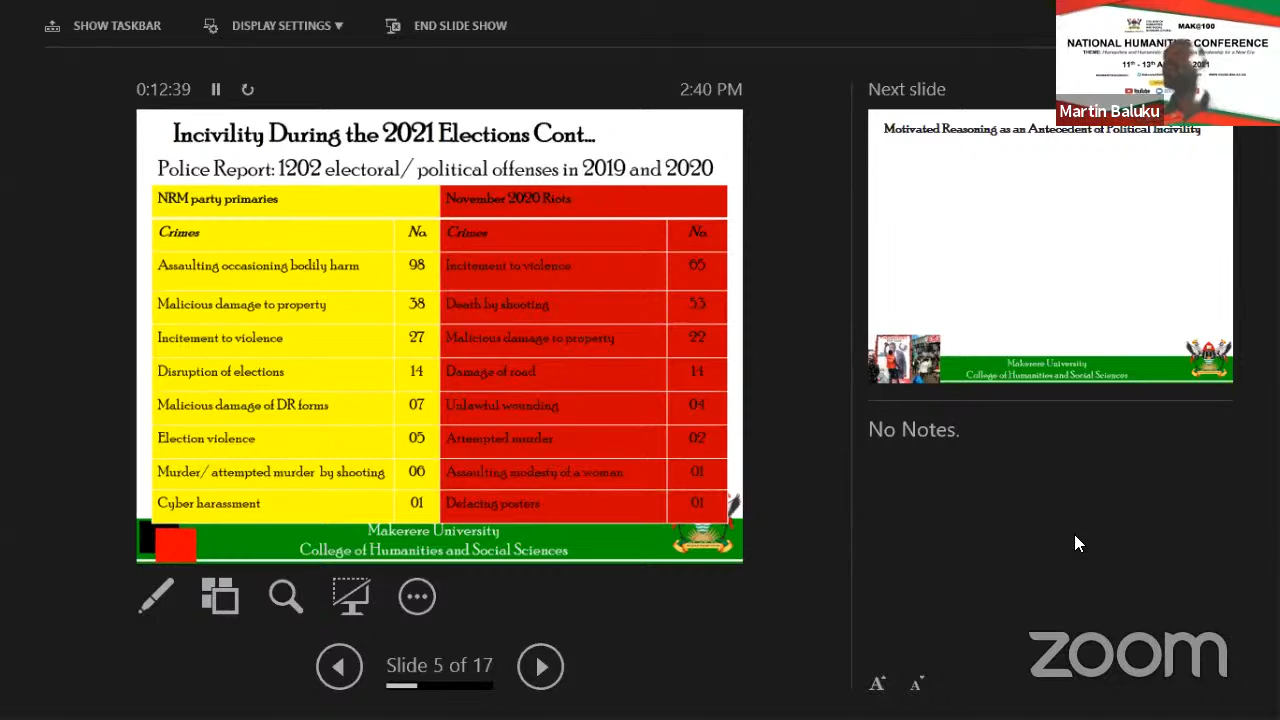 SHOW TASKBAR DISPLAY SETTINGS ▼ END SLIDE SHOW
MAK@100
NATIONAL HUMANITIES CONFERENCE
11th - 13th 2021
YouTube
Martin Baluku
0:12:39 2:40 PM
Incivility During the 2021 Elections Cont...
Police Report: 1202 electoral/ political offenses in 2019 and 2020
NRM party primaries November 2020 Riots
Crimes No. Crimes No.
Assaulting occasioning bodily harm 98 Incitement to violence 65
Malicious damage to property 38 Death by shooting 53
Incitement to violence 27 Malicious damage to property 22
Disruption of elections 14 Damage of road 14
Malicious damage of DR forms 07 Unlawful wounding 04
Election violence 05 Attempted murder 02
Murder/ attempted murder by shooting 06 Assaulting modesty of a woman 01
Cyber harassment 01 Defacing posters 01
Makerere University
College of Humanities and Social Sciences
Slide 5 of 17
Next slide
Motivated Reasoning as an Antecedent of Political Incivility
Makerere University
College of Humanities and Social Sciences
No Notes.
zoom
A A